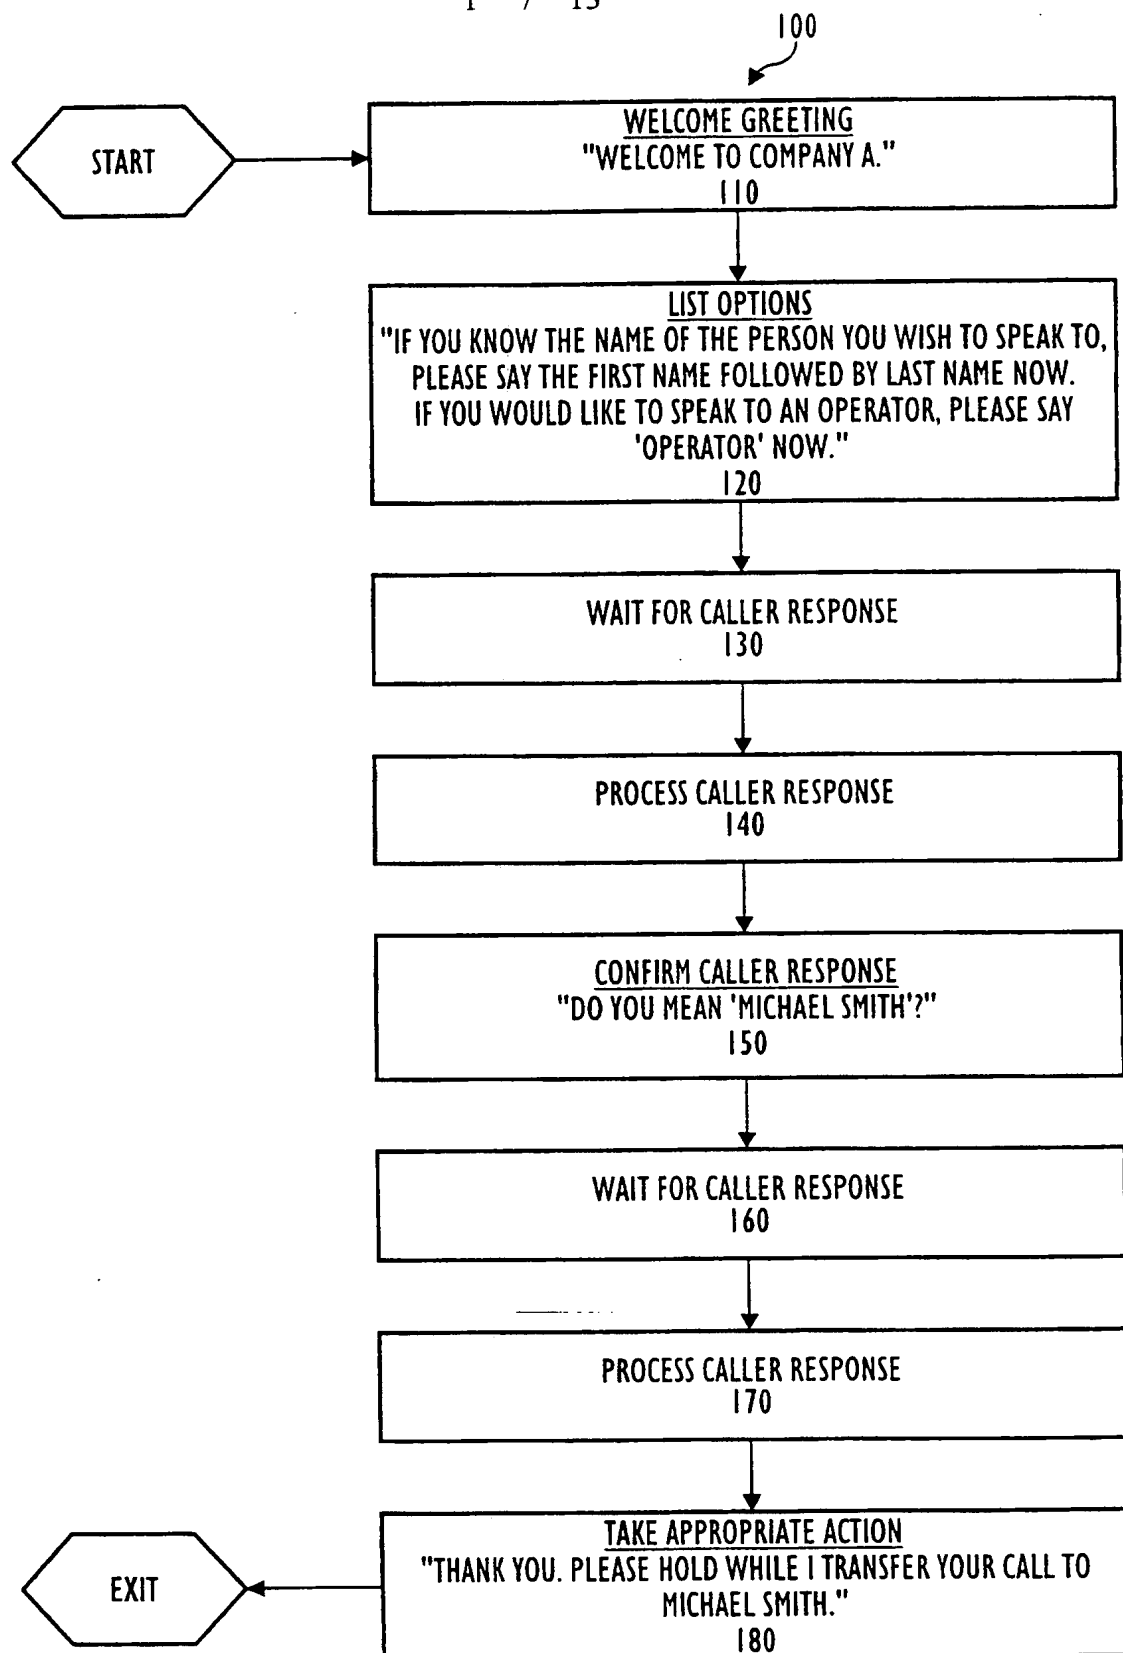 1 / 13
100
START
WELCOME GREETING
"WELCOME TO COMPANY A."
110
LIST OPTIONS
"IF YOU KNOW THE NAME OF THE PERSON YOU WISH TO SPEAK TO,
PLEASE SAY THE FIRST NAME FOLLOWED BY LAST NAME NOW.
IF YOU WOULD LIKE TO SPEAK TO AN OPERATOR, PLEASE SAY
'OPERATOR' NOW."
120
WAIT FOR CALLER RESPONSE
130
PROCESS CALLER RESPONSE
140
CONFIRM CALLER RESPONSE
"DO YOU MEAN 'MICHAEL SMITH'?"
150
WAIT FOR CALLER RESPONSE
160
PROCESS CALLER RESPONSE
170
TAKE APPROPRIATE ACTION
"THANK YOU. PLEASE HOLD WHILE I TRANSFER YOUR CALL TO
MICHAEL SMITH."
180
EXIT